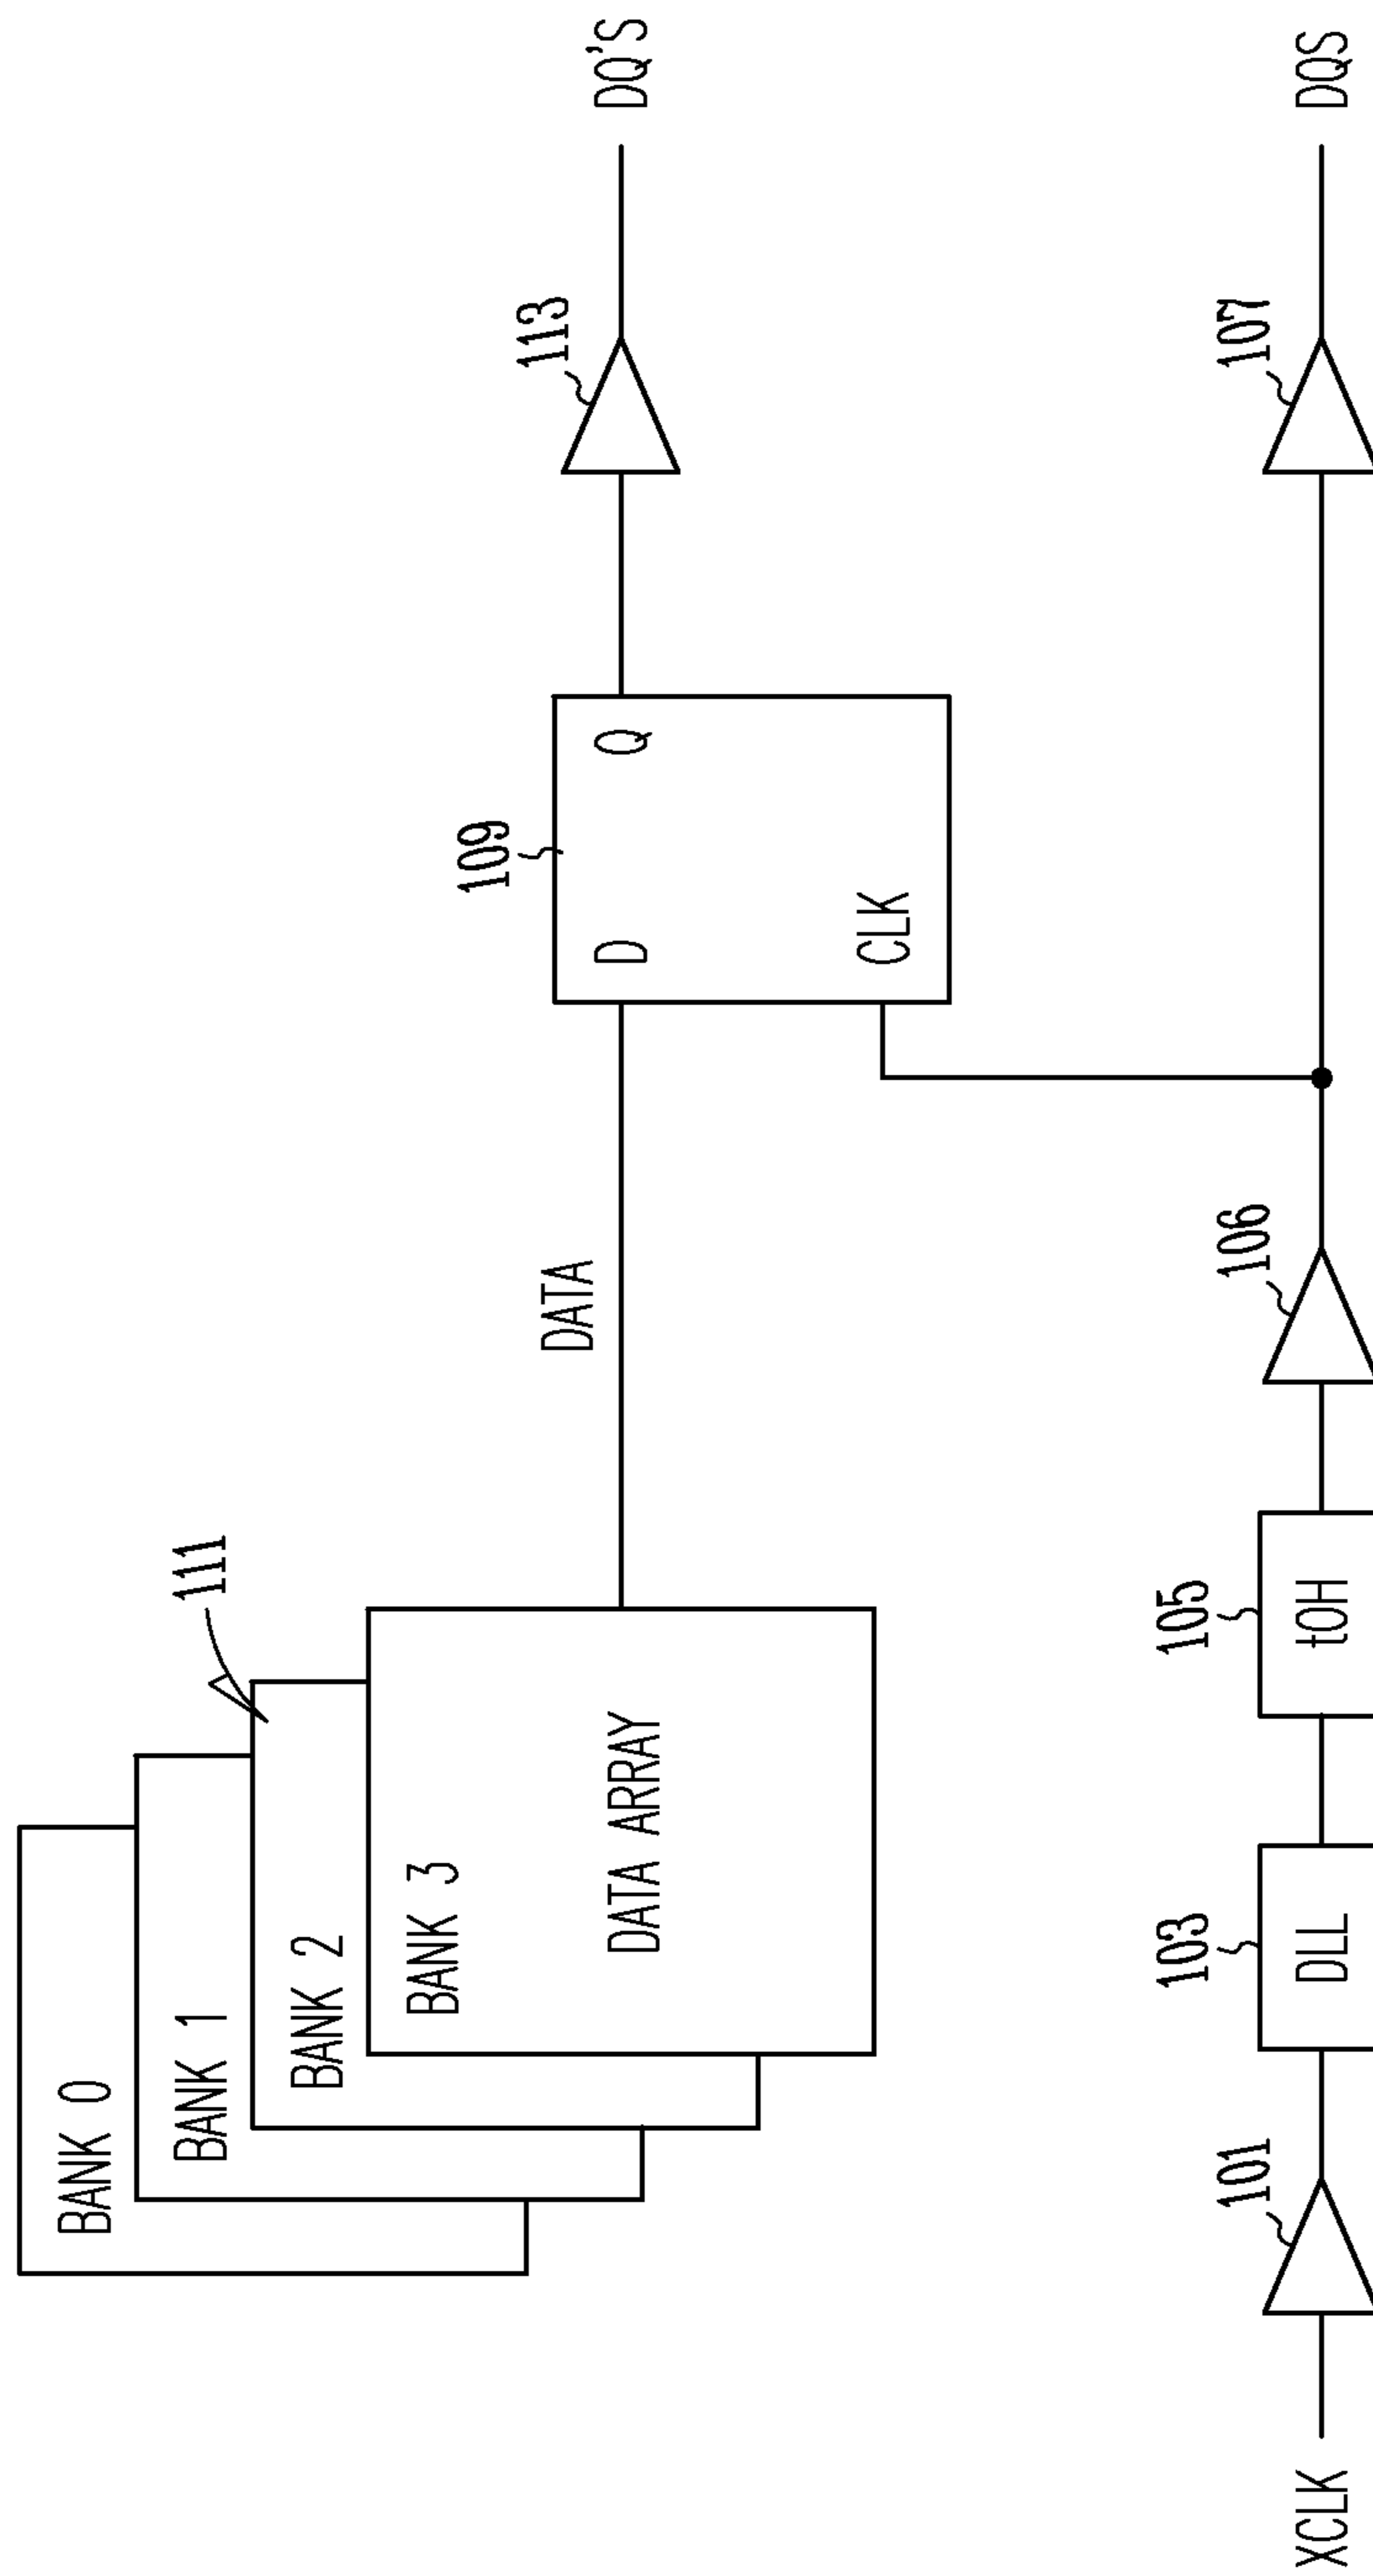 BANK 0
BANK 1
BANK 2
111
BANK 3
DATA ARRAY
DATA
109
D
Q
CLK
113
DQ'S
XCLK
101
103
DLL
105
tOH
106
107
DQS